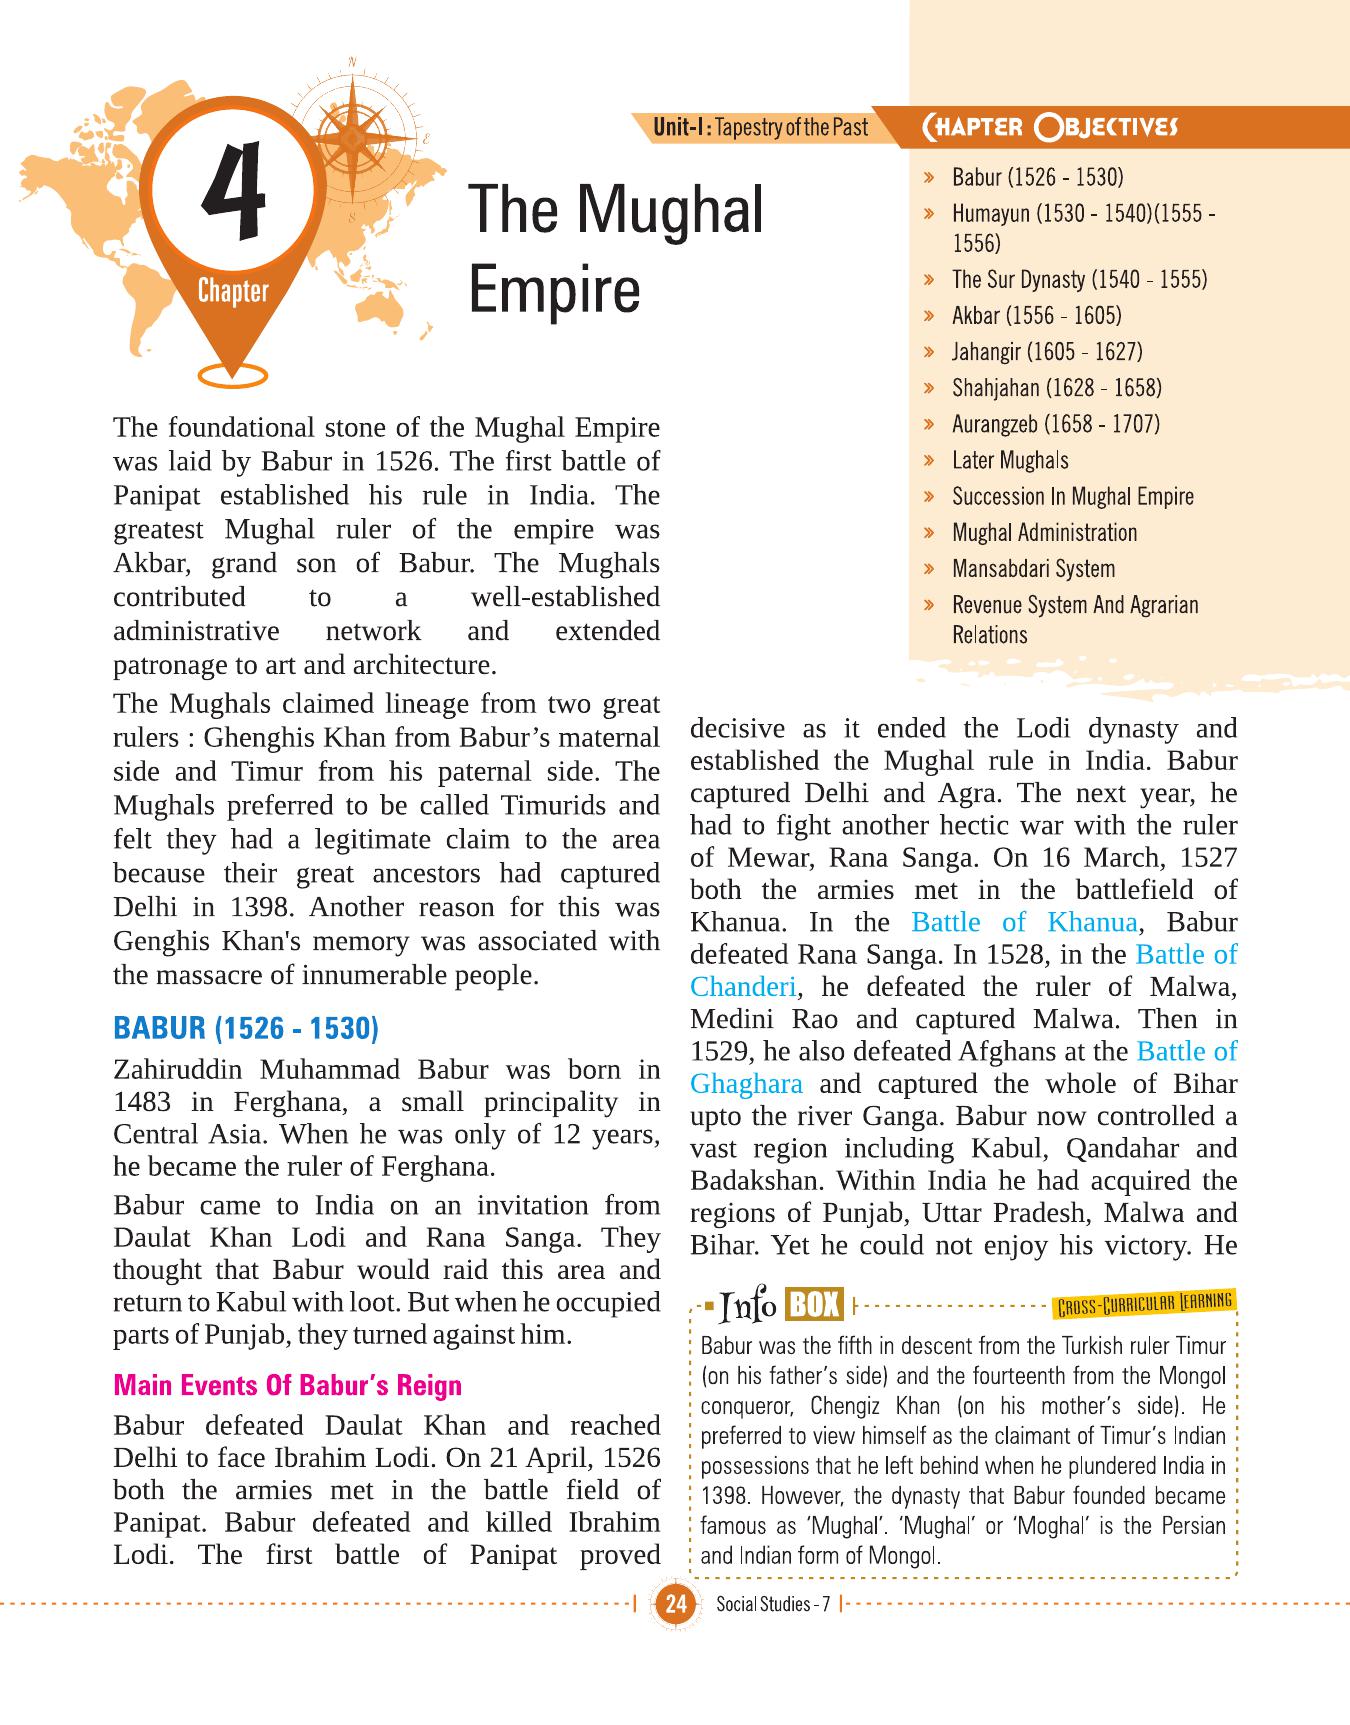 N
E
S
4
Chapter
The Mughal
Empire
Unit-I : Tapestry of the Past
Chapter Objectives
» Babur (1526 - 1530)
» Humayun (1530 - 1540)(1555 -
1556)
» The Sur Dynasty (1540 - 1555)
» Akbar (1556 - 1605)
» Jahangir (1605 - 1627)
» Shahjahan (1628 - 1658)
» Aurangzeb (1658 - 1707)
» Later Mughals
» Succession In Mughal Empire
» Mughal Administration
» Mansabdari System
» Revenue System And Agrarian
Relations
The foundational stone of the Mughal Empire
was laid by Babur in 1526. The first battle of
Panipat established his rule in India. The
greatest Mughal ruler of the empire was
Akbar, grand son of Babur. The Mughals
contributed to a well-established
administrative network and extended
patronage to art and architecture.
The Mughals claimed lineage from two great
rulers : Ghenghis Khan from Babur’s maternal
side and Timur from his paternal side. The
Mughals preferred to be called Timurids and
felt they had a legitimate claim to the area
because their great ancestors had captured
Delhi in 1398. Another reason for this was
Genghis Khan's memory was associated with
the massacre of innumerable people.
BABUR (1526 - 1530)
Zahiruddin Muhammad Babur was born in
1483 in Ferghana, a small principality in
Central Asia. When he was only of 12 years,
he became the ruler of Ferghana.
Babur came to India on an invitation from
Daulat Khan Lodi and Rana Sanga. They
thought that Babur would raid this area and
return to Kabul with loot. But when he occupied
parts of Punjab, they turned against him.
Main Events Of Babur’s Reign
Babur defeated Daulat Khan and reached
Delhi to face Ibrahim Lodi. On 21 April, 1526
both the armies met in the battle field of
Panipat. Babur defeated and killed Ibrahim
Lodi. The first battle of Panipat proved
decisive as it ended the Lodi dynasty and
established the Mughal rule in India. Babur
captured Delhi and Agra. The next year, he
had to fight another hectic war with the ruler
of Mewar, Rana Sanga. On 16 March, 1527
both the armies met in the battlefield of
Khanua. In the Battle of Khanua, Babur
defeated Rana Sanga. In 1528, in the Battle of
Chanderi, he defeated the ruler of Malwa,
Medini Rao and captured Malwa. Then in
1529, he also defeated Afghans at the Battle of
Ghaghara and captured the whole of Bihar
upto the river Ganga. Babur now controlled a
vast region including Kabul, Qandahar and
Badakshan. Within India he had acquired the
regions of Punjab, Uttar Pradesh, Malwa and
Bihar. Yet he could not enjoy his victory. He
Info BOX
Cross-Curricular Learning
Babur was the fifth in descent from the Turkish ruler Timur
(on his father’s side) and the fourteenth from the Mongol
conqueror, Chengiz Khan (on his mother’s side). He
preferred to view himself as the claimant of Timur’s Indian
possessions that he left behind when he plundered India in
1398. However, the dynasty that Babur founded became
famous as ‘Mughal’. ‘Mughal’ or ‘Moghal’ is the Persian
and Indian form of Mongol.
24
Social Studies - 7